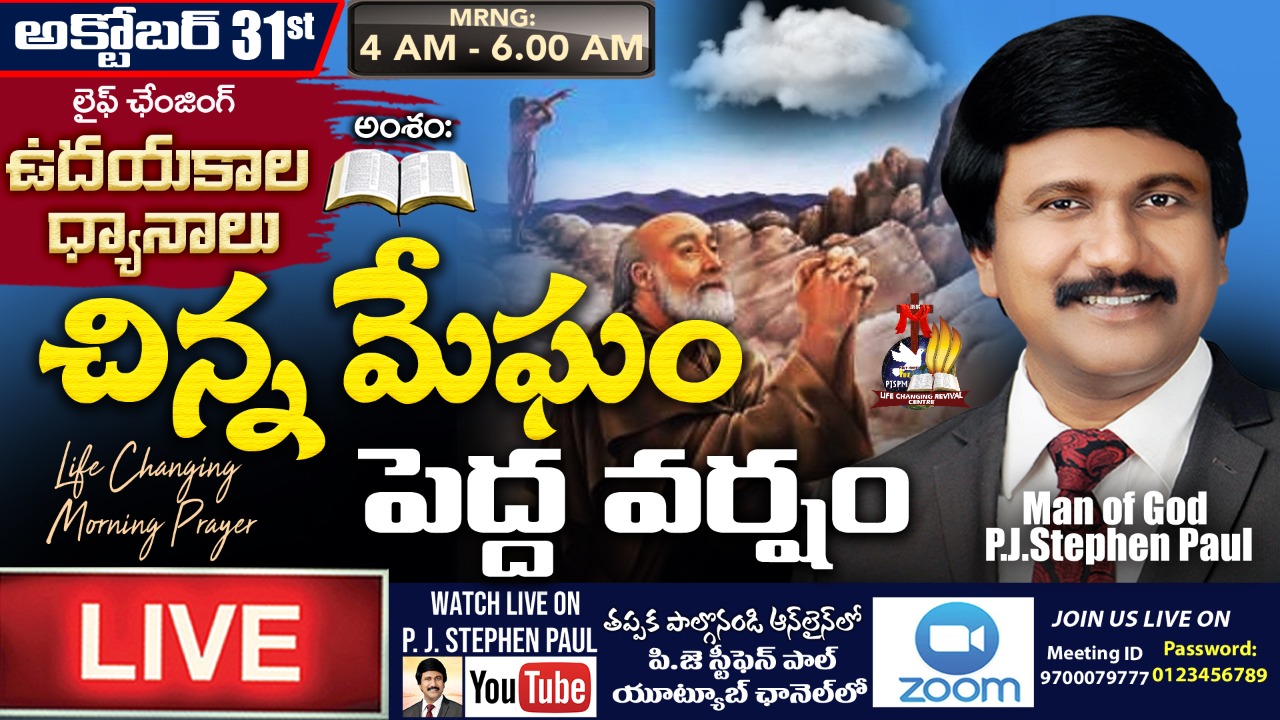 అక్టోబర్ 31st
MRNG:
4 AM - 6.00 AM
లైఫ్ ఛేంజింగ్
ఉదయకాల
ధ్యానాలు
అంశం:
చిన్న మేఘం
పెద్ద వర్షం
Life Changing
Morning Prayer
PJSPM
LIFE CHANGING REVIVAL
CENTRE
Man of God
P.J.Stephen Paul
LIVE
WATCH LIVE ON
P. J. STEPHEN PAUL
YouTube
తప్పక పాల్గొనండి ఆన్‌లైన్‌లో
పి.జె స్టీఫెన్ పాల్
యూట్యూబ్ ఛానెల్‌లో
zoom
JOIN US LIVE ON
Meeting ID
9700079777
Password:
0123456789